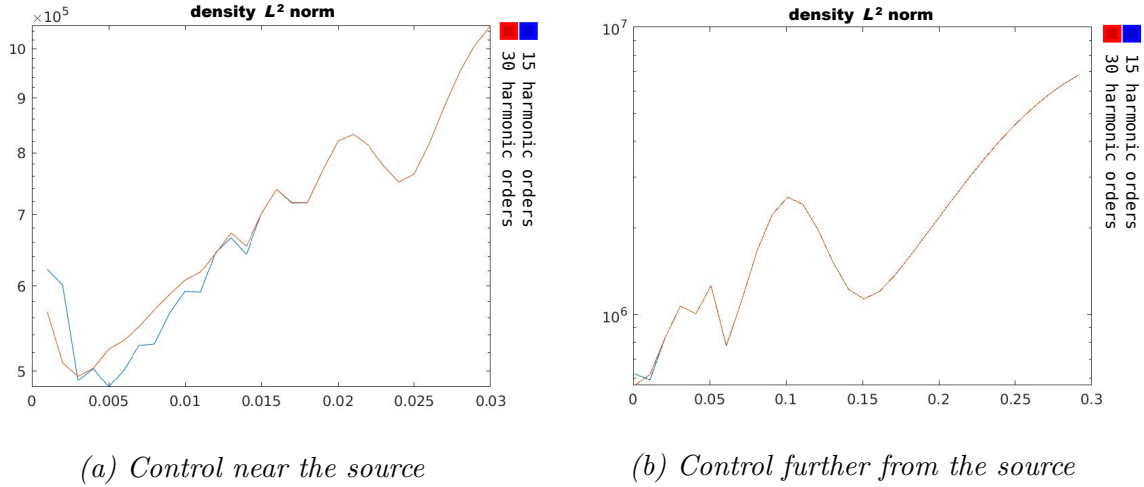 density L² norm
×10⁵
10
9
8
7
6
5
0
0.005
0.01
0.015
0.02
0.025
0.03
15 harmonic orders
30 harmonic orders
(a) Control near the source
density L² norm
10⁷
10⁶
0
0.05
0.1
0.15
0.2
0.25
0.3
15 harmonic orders
30 harmonic orders
(b) Control further from the source